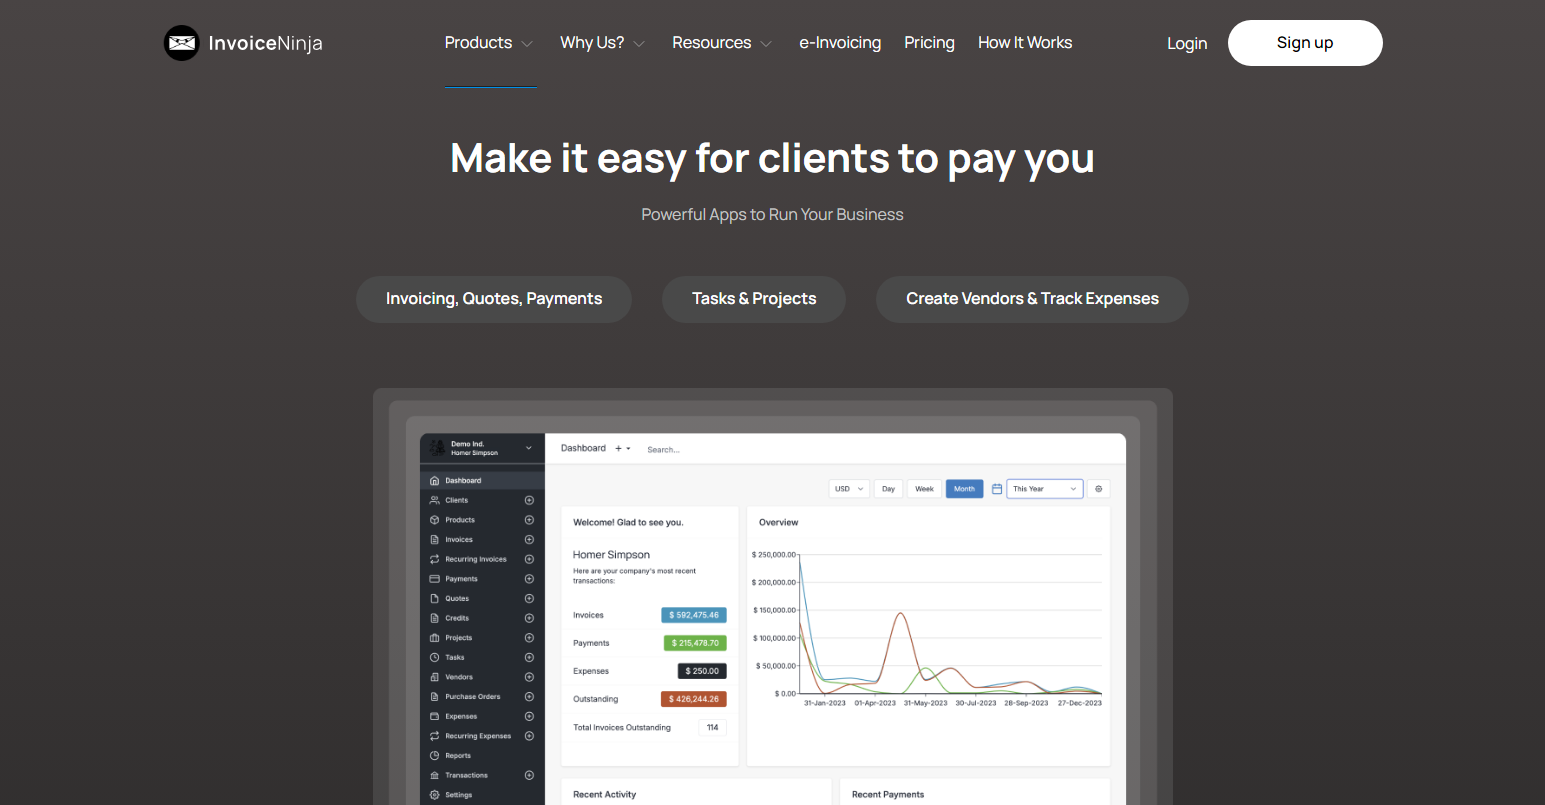 InvoiceNinja
Products
Why Us?
Resources
e-Invoicing
Pricing
How It Works
Login
Sign up
Make it easy for clients to pay you
Powerful Apps to Run Your Business
Invoicing, Quotes, Payments
Tasks & Projects
Create Vendors & Track Expenses
Demo Ind.
Homer Simpson
Dashboard
Clients
Products
Invoices
Recurring Invoices
Payments
Quotes
Credits
Projects
Tasks
Vendors
Purchase Orders
Expenses
Recurring Expenses
Reports
Transactions
Settings
Dashboard
Search...
USD
Day
Week
Month
This Year
Welcome! Glad to see you.
Homer Simpson
Here are your company's most recent
transactions:
Invoices $ 592,475.46
Payments $ 215,478.70
Expenses $ 250.00
Outstanding $ 426,244.26
Total Invoices Outstanding 114
Overview
$ 250,000.00
$ 200,000.00
$ 150,000.00
$ 100,000.00
$ 50,000.00
$ 0.00
31-Jan-2023 01-Apr-2023 31-May-2023 30-Jul-2023 28-Sep-2023 27-Dec-2023
Recent Activity
Recent Payments